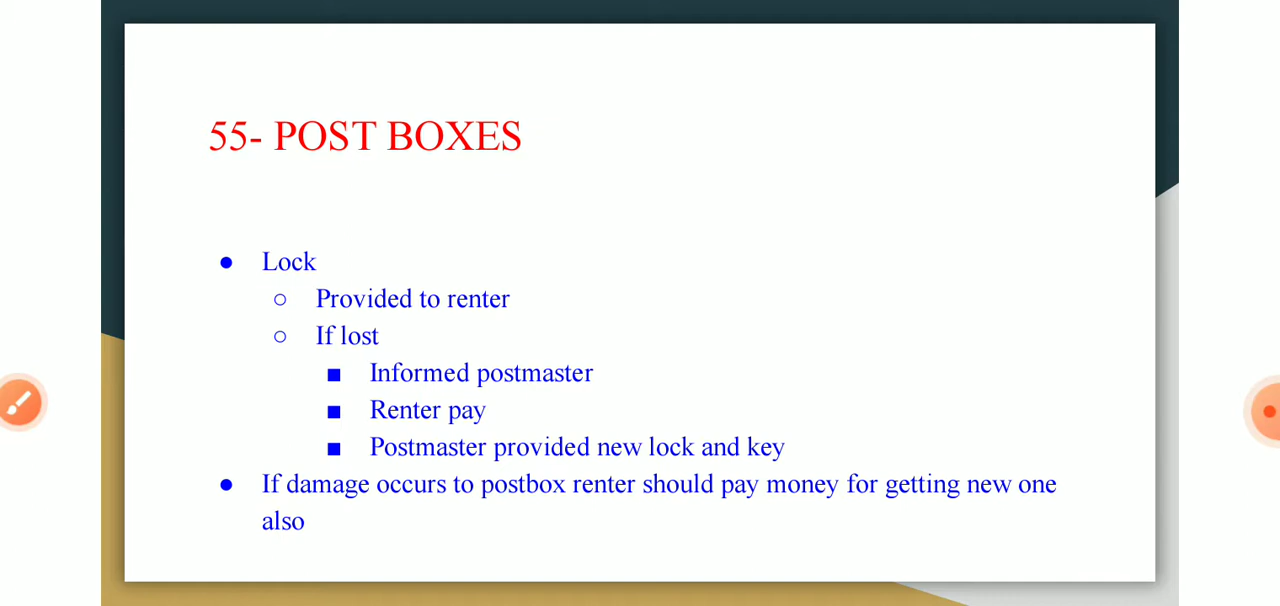 55- POST BOXES
● Lock
○ Provided to renter
○ If lost
■ Informed postmaster
■ Renter pay
■ Postmaster provided new lock and key
● If damage occurs to postbox renter should pay money for getting new one
also